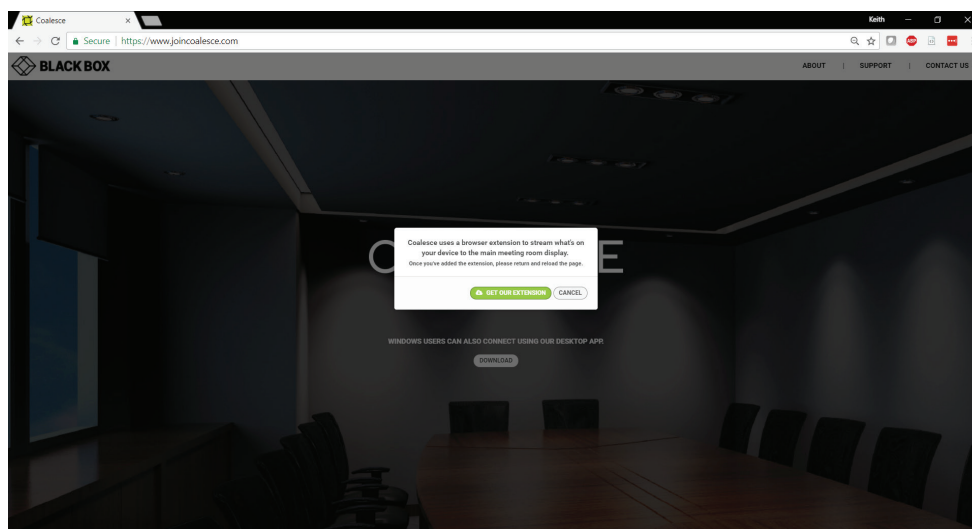 Coalesce
Keith
Secure | https://www.joincoalesce.com
ABP
BLACK BOX
ABOUT | SUPPORT | CONTACT US
C E
Coalesce uses a browser extension to stream what's on
your device to the main meeting room display.
Once you've added the extension, please return and reload the page.
GET OUR EXTENSION
CANCEL
WINDOWS USERS CAN ALSO CONNECT USING OUR DESKTOP APP.
DOWNLOAD